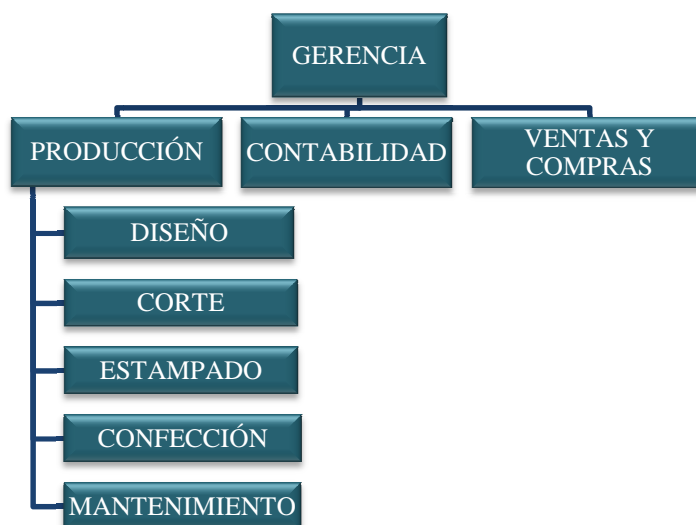 GERENCIA
PRODUCCIÓN
CONTABILIDAD
VENTAS Y
COMPRAS
DISEÑO
CORTE
ESTAMPADO
CONFECCIÓN
MANTENIMIENTO